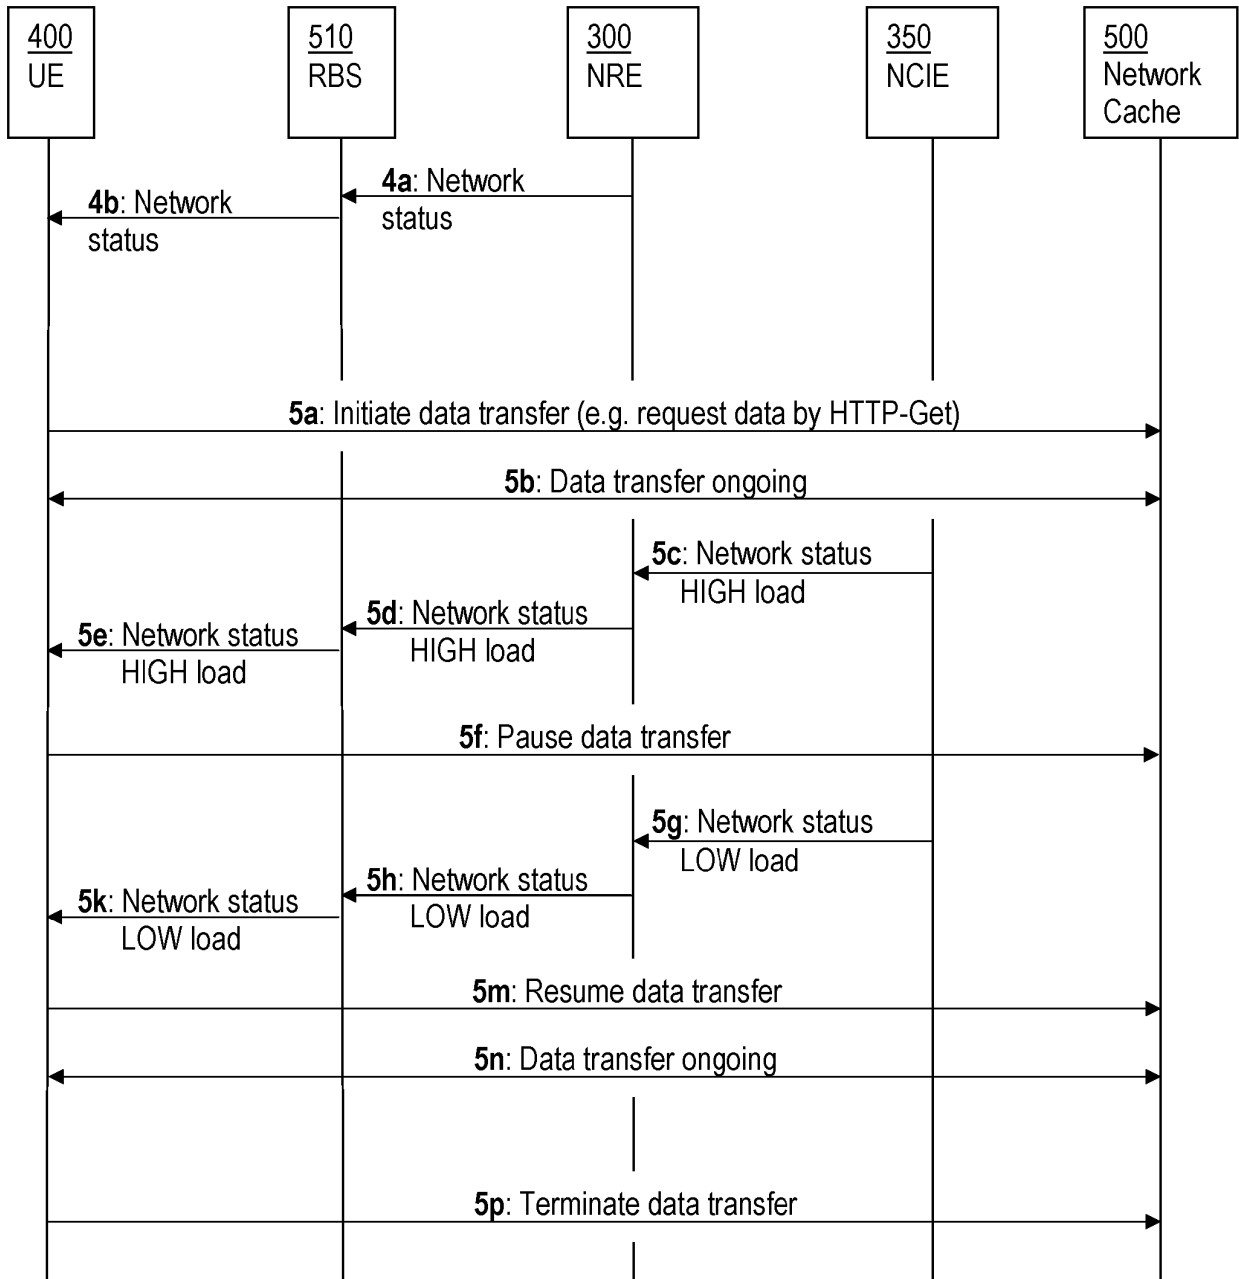 400
UE
510
RBS
300
NRE
350
NCIE
500
Network
Cache
4a: Network
status
4b: Network
status
5a: Initiate data transfer (e.g. request data by HTTP-Get)
5b: Data transfer ongoing
5c: Network status
HIGH load
5d: Network status
HIGH load
5e: Network status
HIGH load
5f: Pause data transfer
5g: Network status
LOW load
5h: Network status
LOW load
5k: Network status
LOW load
5m: Resume data transfer
5n: Data transfer ongoing
5p: Terminate data transfer